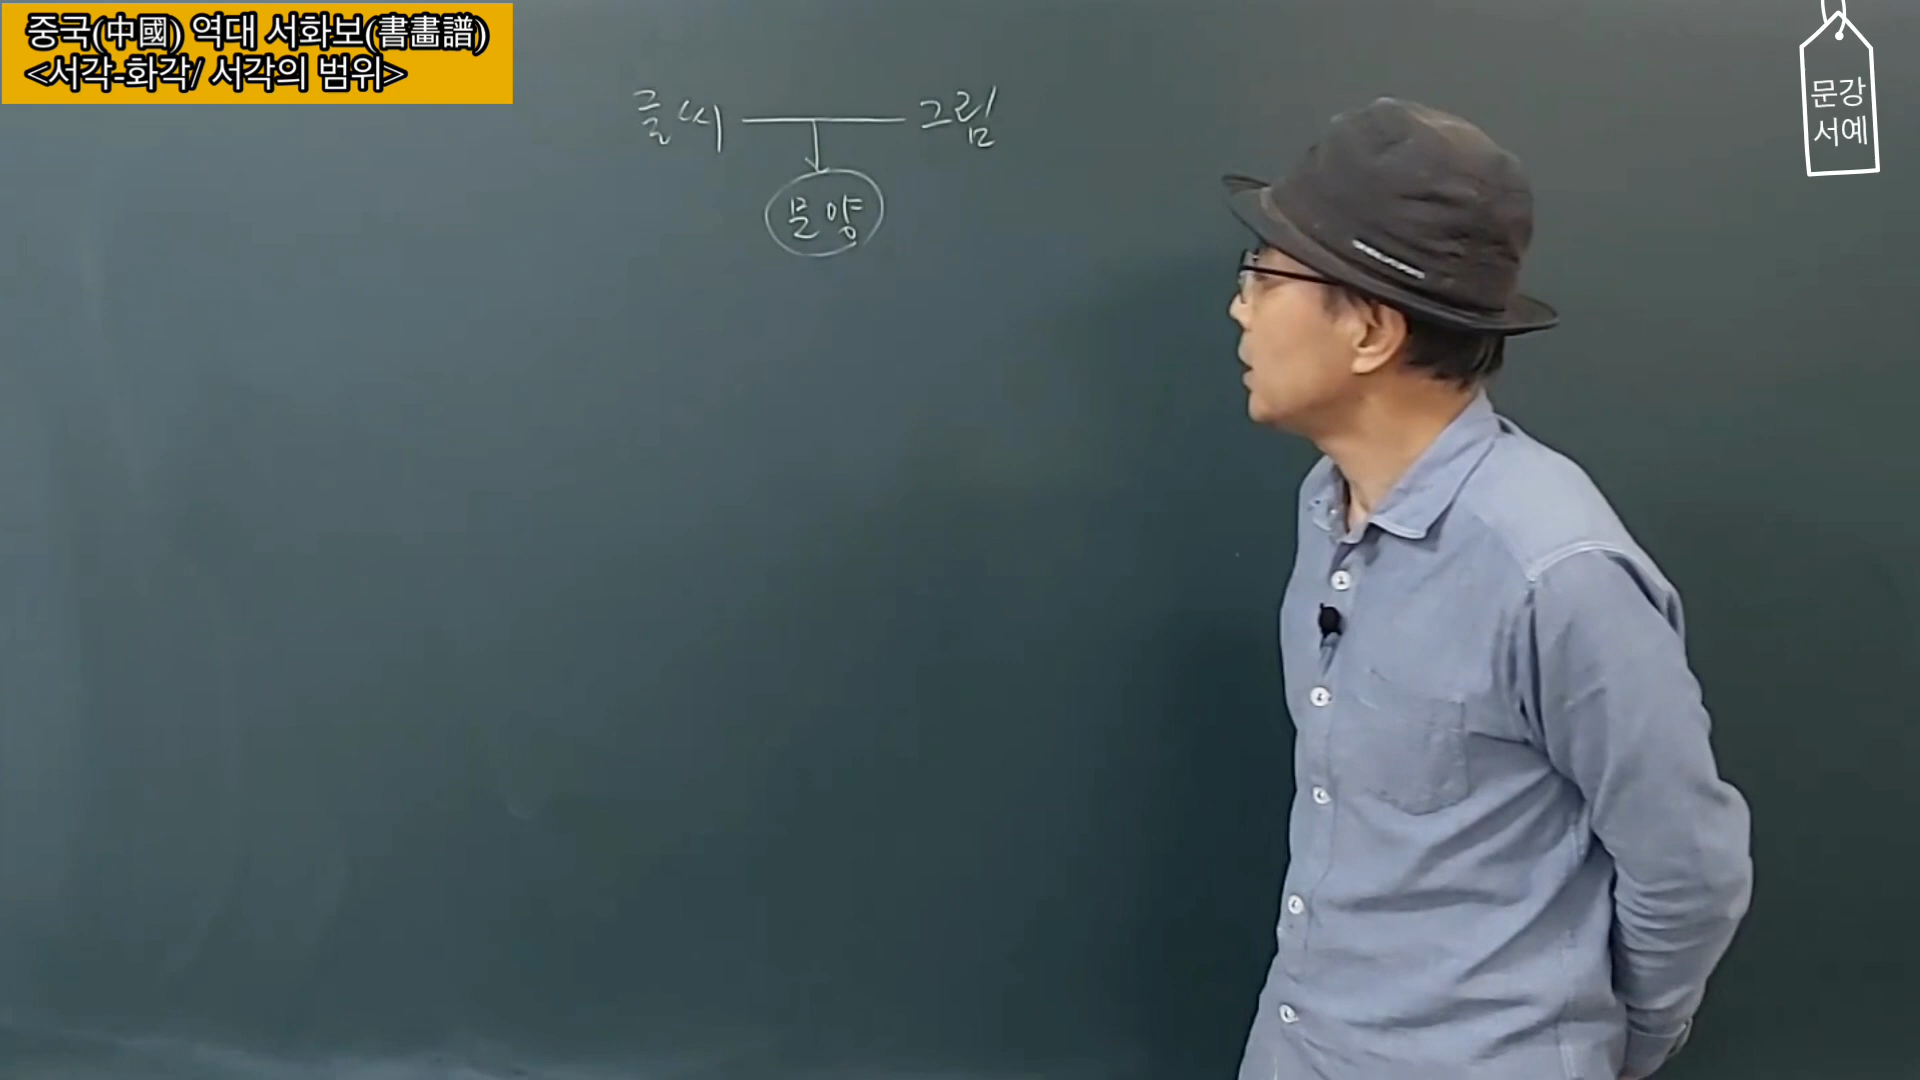 중국(中國) 역대 서화보(書畫譜)
<서각-화각/ 서각의 범위>
문강
서예
글씨 그림
문양